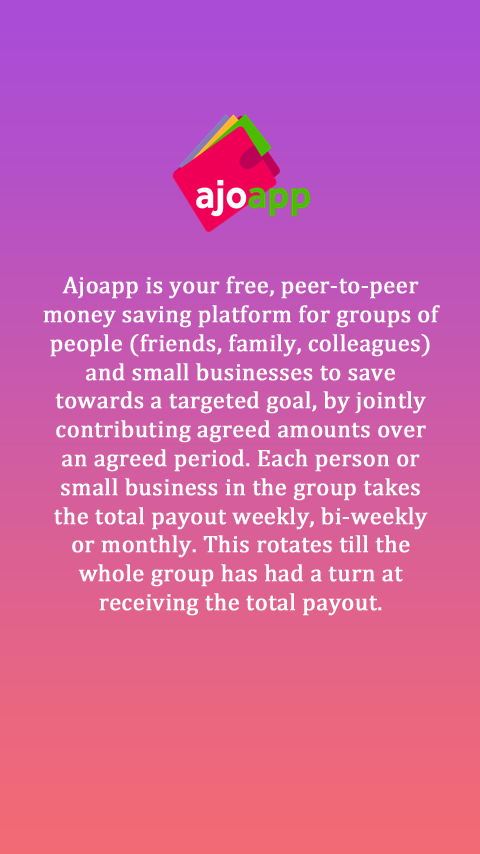 ajoapp
Ajoapp is your free, peer-to-peer
money saving platform for groups of
people (friends, family, colleagues)
and small businesses to save
towards a targeted goal, by jointly
contributing agreed amounts over
an agreed period. Each person or
small business in the group takes
the total payout weekly, bi-weekly
or monthly. This rotates till the
whole group has had a turn at
receiving the total payout.